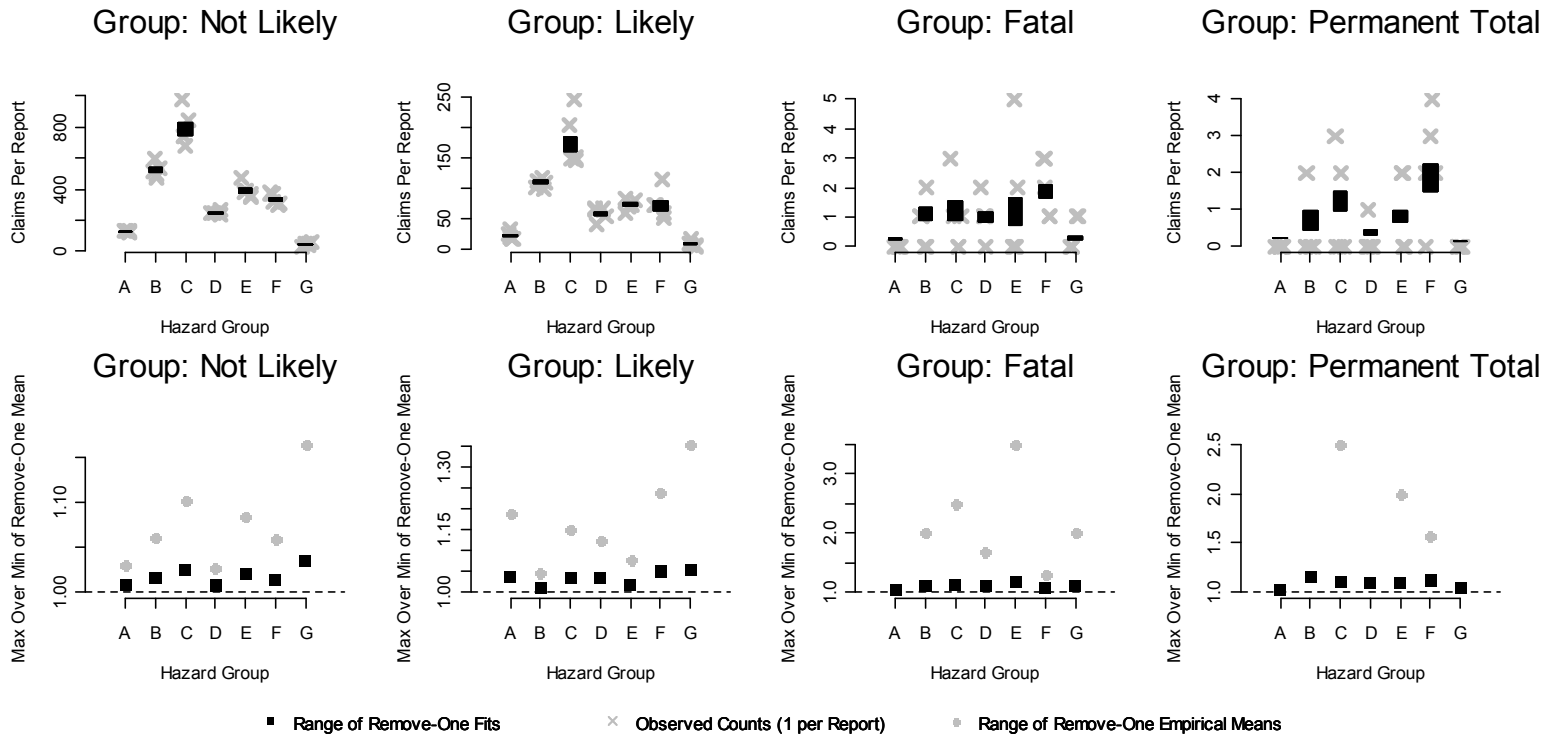 Group: Not Likely
Claims Per Report
0
400
800
A B C D E F G
Hazard Group
Group: Likely
Claims Per Report
0
50
150
250
A B C D E F G
Hazard Group
Group: Fatal
Claims Per Report
0
1
2
3
4
5
A B C D E F G
Hazard Group
Group: Permanent Total
Claims Per Report
0
1
2
3
4
A B C D E F G
Hazard Group
Group: Not Likely
Max Over Min of Remove-One Mean
1.00
1.10
A B C D E F G
Hazard Group
Group: Likely
Max Over Min of Remove-One Mean
1.00
1.15
1.30
A B C D E F G
Hazard Group
Group: Fatal
Max Over Min of Remove-One Mean
1.0
2.0
3.0
A B C D E F G
Hazard Group
Group: Permanent Total
Max Over Min of Remove-One Mean
1.0
1.5
2.0
2.5
A B C D E F G
Hazard Group
Range of Remove-One Fits
Observed Counts (1 per Report)
Range of Remove-One Empirical Means